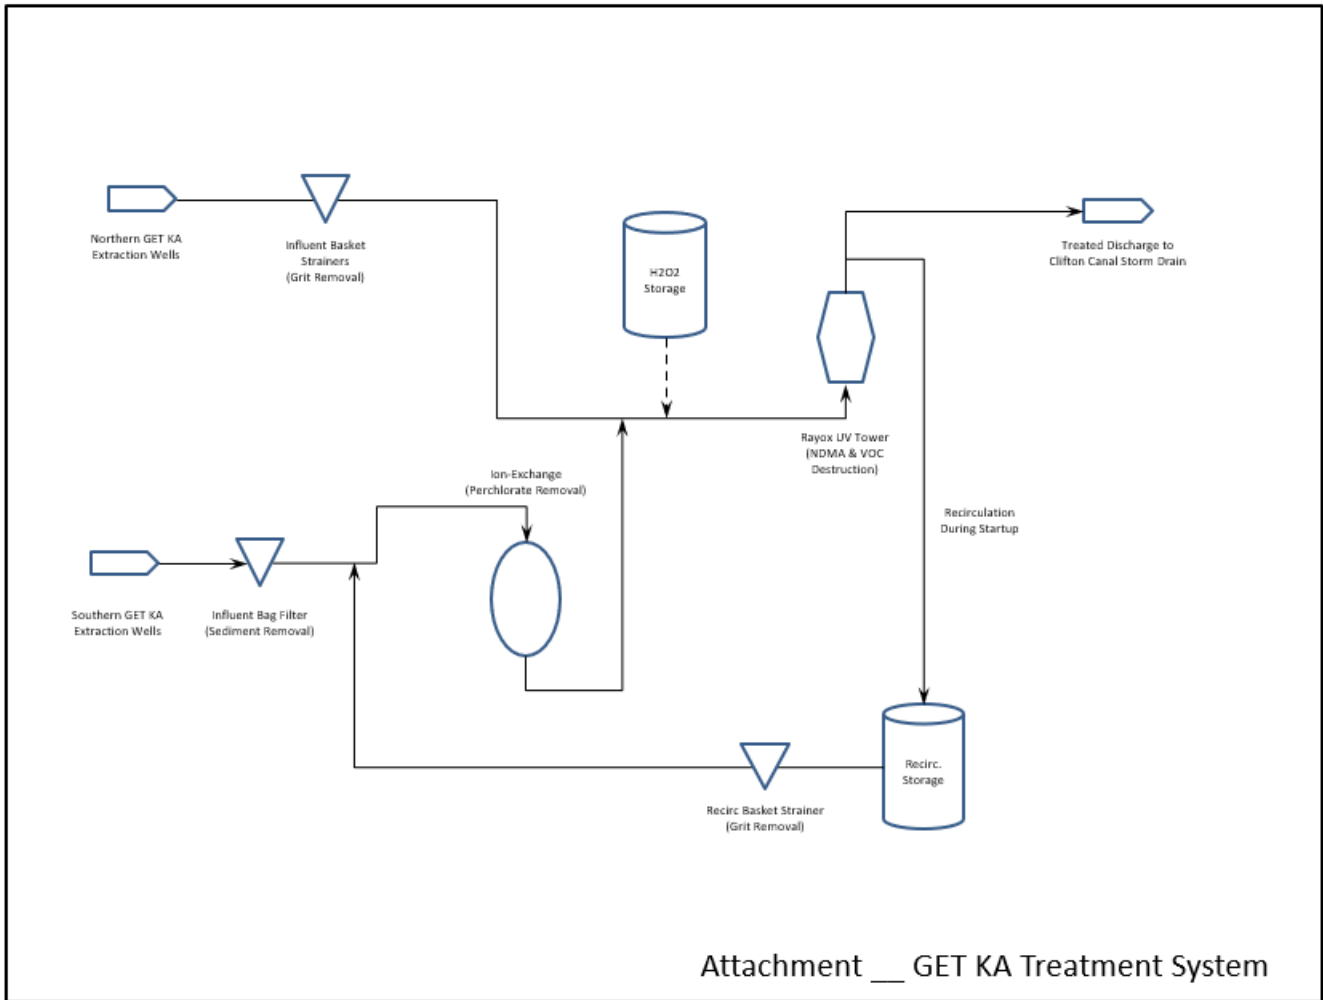 Northern GET KA
Extraction Wells
Influent Basket
Strainers
(Grit Removal)
H2O2
Storage
Treated Discharge to
Clifton Canal Storm Drain
Rayox UV Tower
(NDMA & VOC
Destruction)
Ion-Exchange
(Perchlorate Removal)
Recirculation
During Startup
Southern GET KA
Extraction Wells
Influent Bag Filter
(Sediment Removal)
Recirc.
Storage
Recirc Basket Strainer
(Grit Removal)
Attachment __ GET KA Treatment System